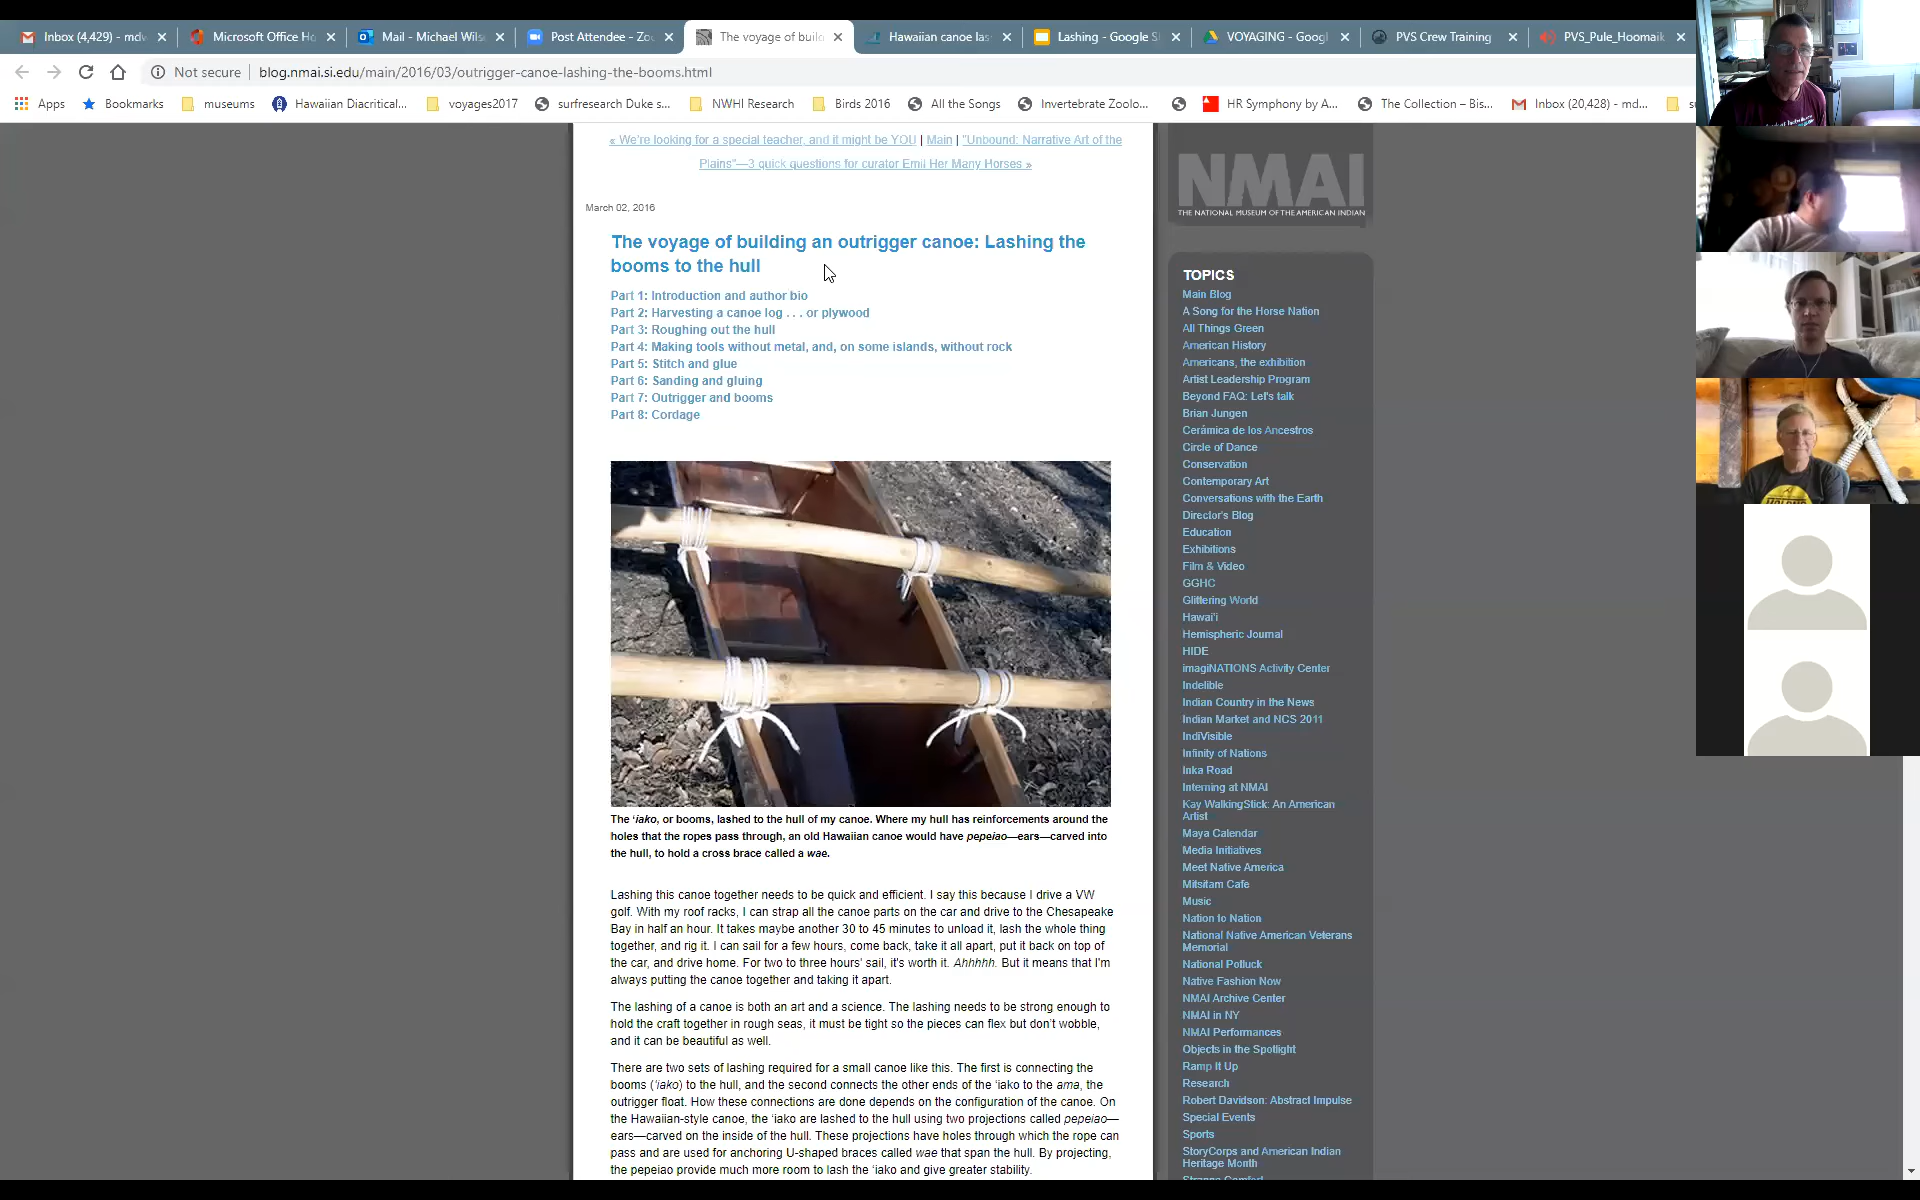 Inbox (4,429) - mdw
Microsoft Office Ho
Mail - Michael Wils
Post Attendee - Zoo
The voyage of buil
Hawaiian canoe las
Lashing - Google S
VOYAGING - Googl
PVS Crew Training
PVS_Pule_Hoomaik
Not secure
blog.nmai.si.edu/main/2016/03/outrigger-canoe-lashing-the-booms.html
Apps
Bookmarks
museums
Hawaiian Diacritical...
voyages2017
surfresearch Duke s...
NWHI Research
Birds 2016
All the Songs
Invertebrate Zoolo...
HR Symphony by A...
The Collection – Bis...
Inbox (20,428) - md...
« We're looking for a special teacher, and it might be YOU | Main | "Unbound: Narrative Art of the
Plains"—3 quick questions for curator Emil Her Many Horses »
March 02, 2016
The voyage of building an outrigger canoe: Lashing the
booms to the hull
Part 1: Introduction and author bio
Part 2: Harvesting a canoe log . . . or plywood
Part 3: Roughing out the hull
Part 4: Making tools without metal, and, on some islands, without rock
Part 5: Stitch and glue
Part 6: Sanding and gluing
Part 7: Outrigger and booms
Part 8: Cordage
The ‘iako, or booms, lashed to the hull of my canoe. Where my hull has reinforcements around the
holes that the ropes pass through, an old Hawaiian canoe would have pepeiao—ears—carved into
the hull, to hold a cross brace called a wae.
Lashing this canoe together needs to be quick and efficient. I say this because I drive a VW
golf. With my roof racks, I can strap all the canoe parts on the car and drive to the Chesapeake
Bay in half an hour. It takes maybe another 30 to 45 minutes to unload it, lash the whole thing
together, and rig it. I can sail for a few hours, come back, take it all apart, put it back on top of
the car, and drive home. For two to three hours' sail, it's worth it. Ahhhhh. But it means that I'm
always putting the canoe together and taking it apart.
The lashing of a canoe is both an art and a science. The lashing needs to be strong enough to
hold the craft together in rough seas, it must be tight so the pieces can flex but don't wobble,
and it can be beautiful as well.
There are two sets of lashing required for a small canoe like this. The first is connecting the
booms (‘iako) to the hull, and the second connects the other ends of the ‘iako to the ama, the
outrigger float. How these connections are done depends on the configuration of the canoe. On
the Hawaiian-style canoe, the ‘iako are lashed to the hull using two projections called pepeiao—
ears—carved on the inside of the hull. These projections have holes through which the rope can
pass and are used for anchoring U-shaped braces called wae that span the hull. By projecting,
the pepeiao provide much more room to lash the ‘iako and give greater stability.
NMAI
THE NATIONAL MUSEUM OF THE AMERICAN INDIAN
TOPICS
Main Blog
A Song for the Horse Nation
All Things Green
American History
Americans, the exhibition
Artist Leadership Program
Beyond FAQ: Let's talk
Brian Jungen
Cerámica de los Ancestros
Circle of Dance
Conservation
Contemporary Art
Conversations with the Earth
Director's Blog
Education
Exhibitions
Film & Video
GGHC
Glittering World
Hawai'i
Hemispheric Journal
HIDE
imagiNATIONS Activity Center
Indelible
Indian Country in the News
Indian Market and NCS 2011
IndiVisible
Infinity of Nations
Inka Road
Interning at NMAI
Kay WalkingStick: An American
Artist
Maya Calendar
Media Initiatives
Meet Native America
Mitsitam Cafe
Music
Nation to Nation
National Native American Veterans
Memorial
National Potluck
Native Fashion Now
NMAI Archive Center
NMAI in NY
NMAI Performances
Objects in the Spotlight
Ramp It Up
Research
Robert Davidson: Abstract Impulse
Special Events
Sports
StoryCorps and American Indian
Heritage Month